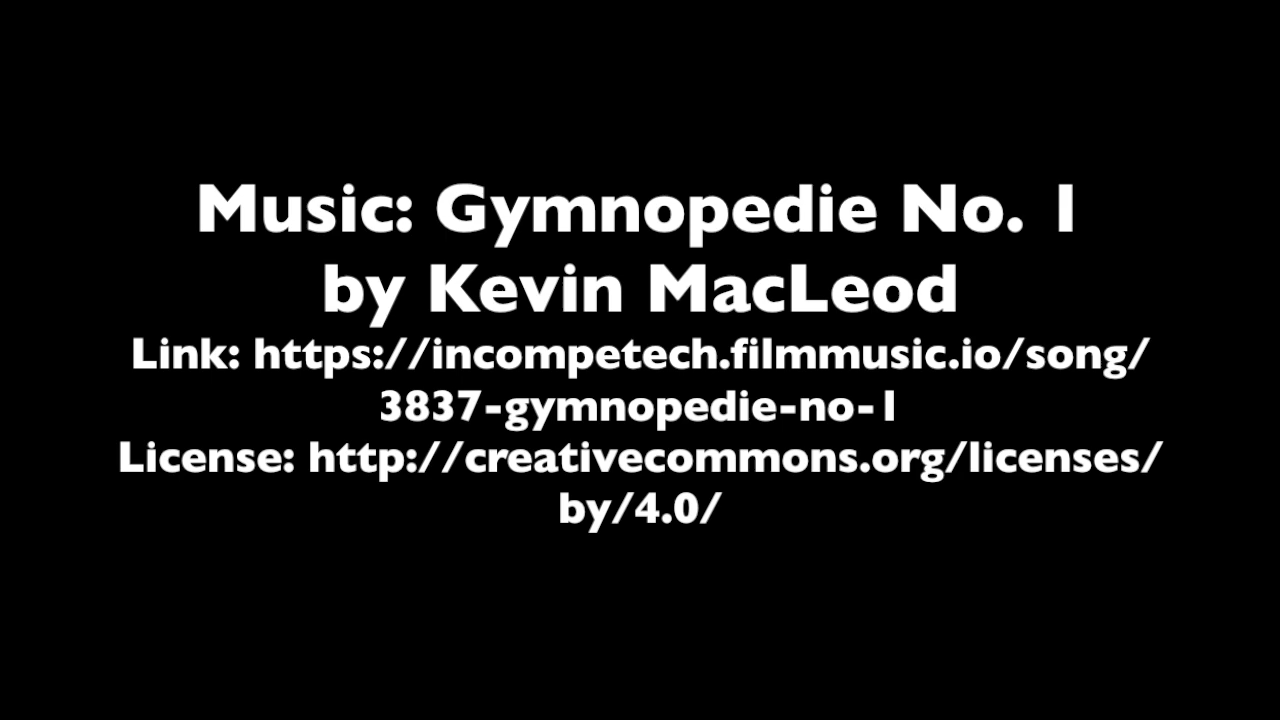 Music: Gymnopedie No. 1
by Kevin MacLeod
Link: https://incompetech.filmmusic.io/song/
3837-gymnopedie-no-1
License: http://creativecommons.org/licenses/
by/4.0/